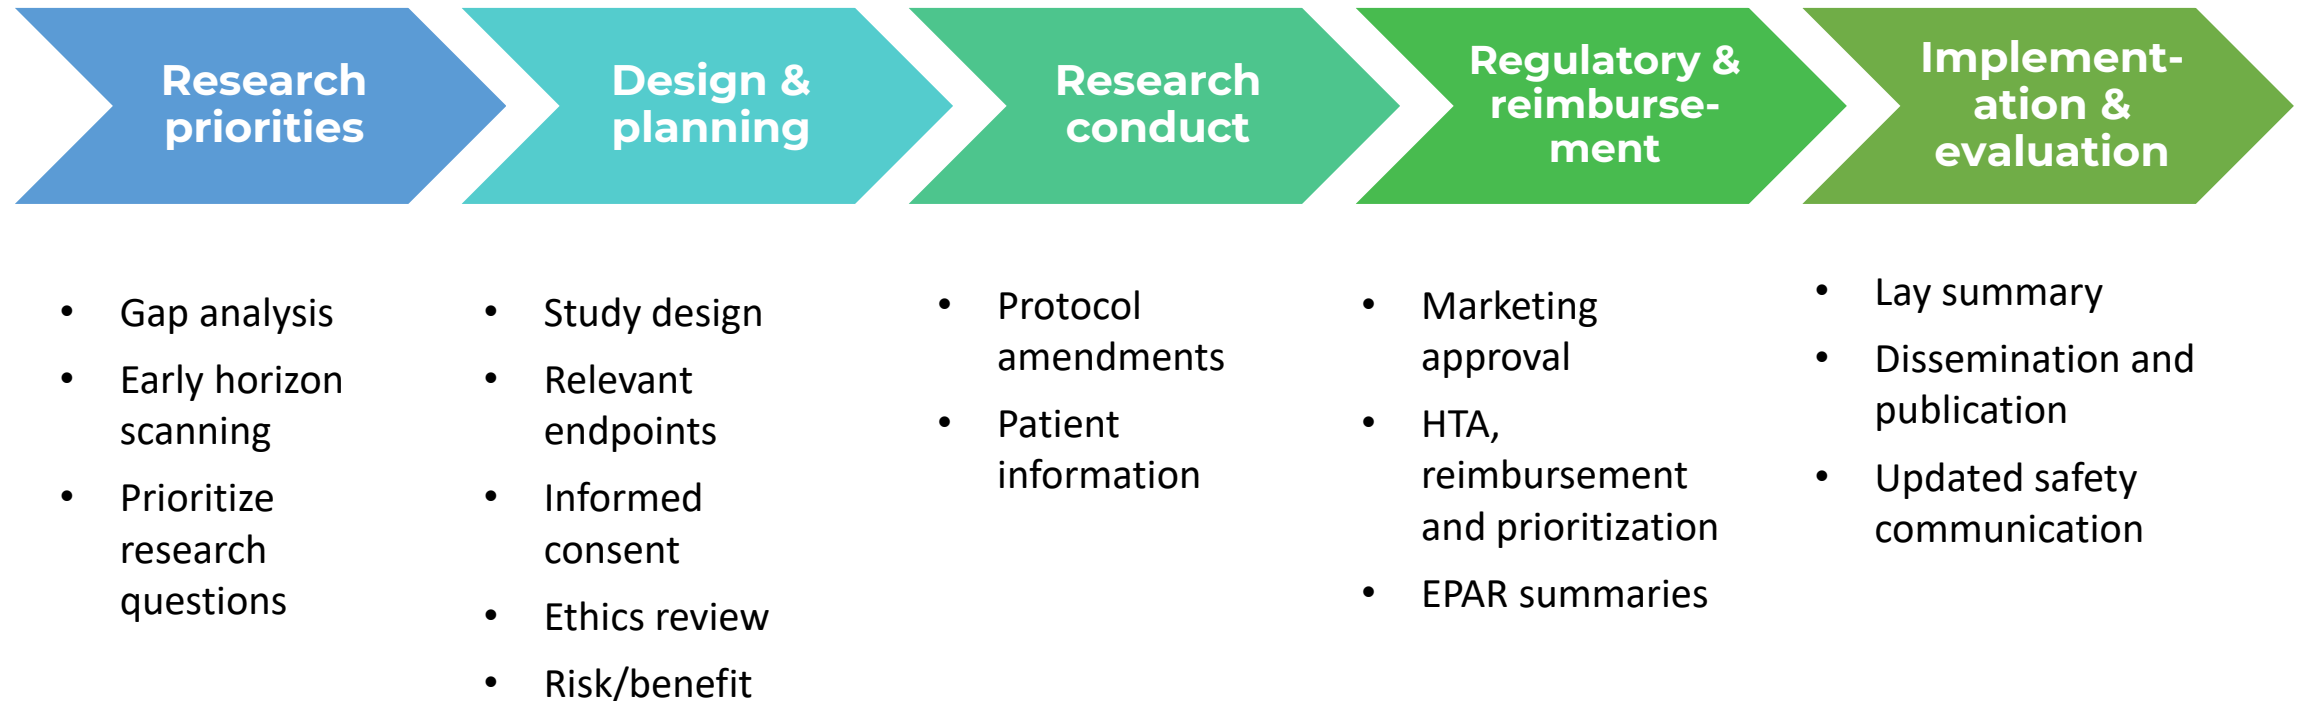 Research
priorities
Design &
planning
Research
conduct
Regulatory &
reimburse-
ment
Implement-
ation &
evaluation
• Gap analysis
• Early horizon
scanning
• Prioritize
research
questions
• Study design
• Relevant
endpoints
• Informed
consent
• Ethics review
• Risk/benefit
• Protocol
amendments
• Patient
information
• Marketing
approval
• HTA,
reimbursement
and prioritization
• EPAR summaries
• Lay summary
• Dissemination and
publication
• Updated safety
communication